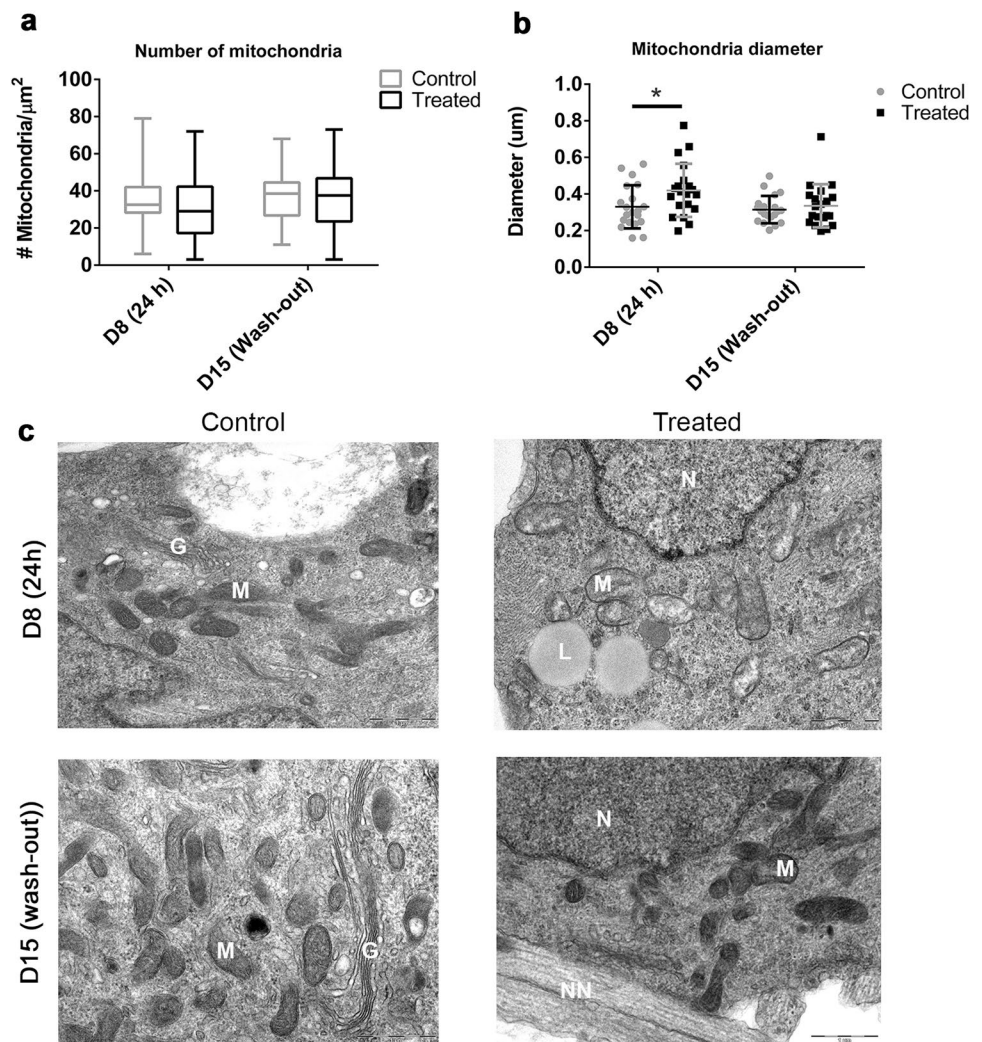 a
Number of mitochondria
# Mitochondria/µm²
100
80
60
40
20
0
D8 (24 h)
D15 (Wash-out)
Control
Treated
b
Mitochondria diameter
Diameter (um)
1.0
0.8
0.6
0.4
0.2
0.0
*
D8 (24 h)
D15 (Wash-out)
Control
Treated
c
Control
Treated
D8 (24h)
G
M
N
M
L
D15 (wash-out))
M
G
N
M
NN